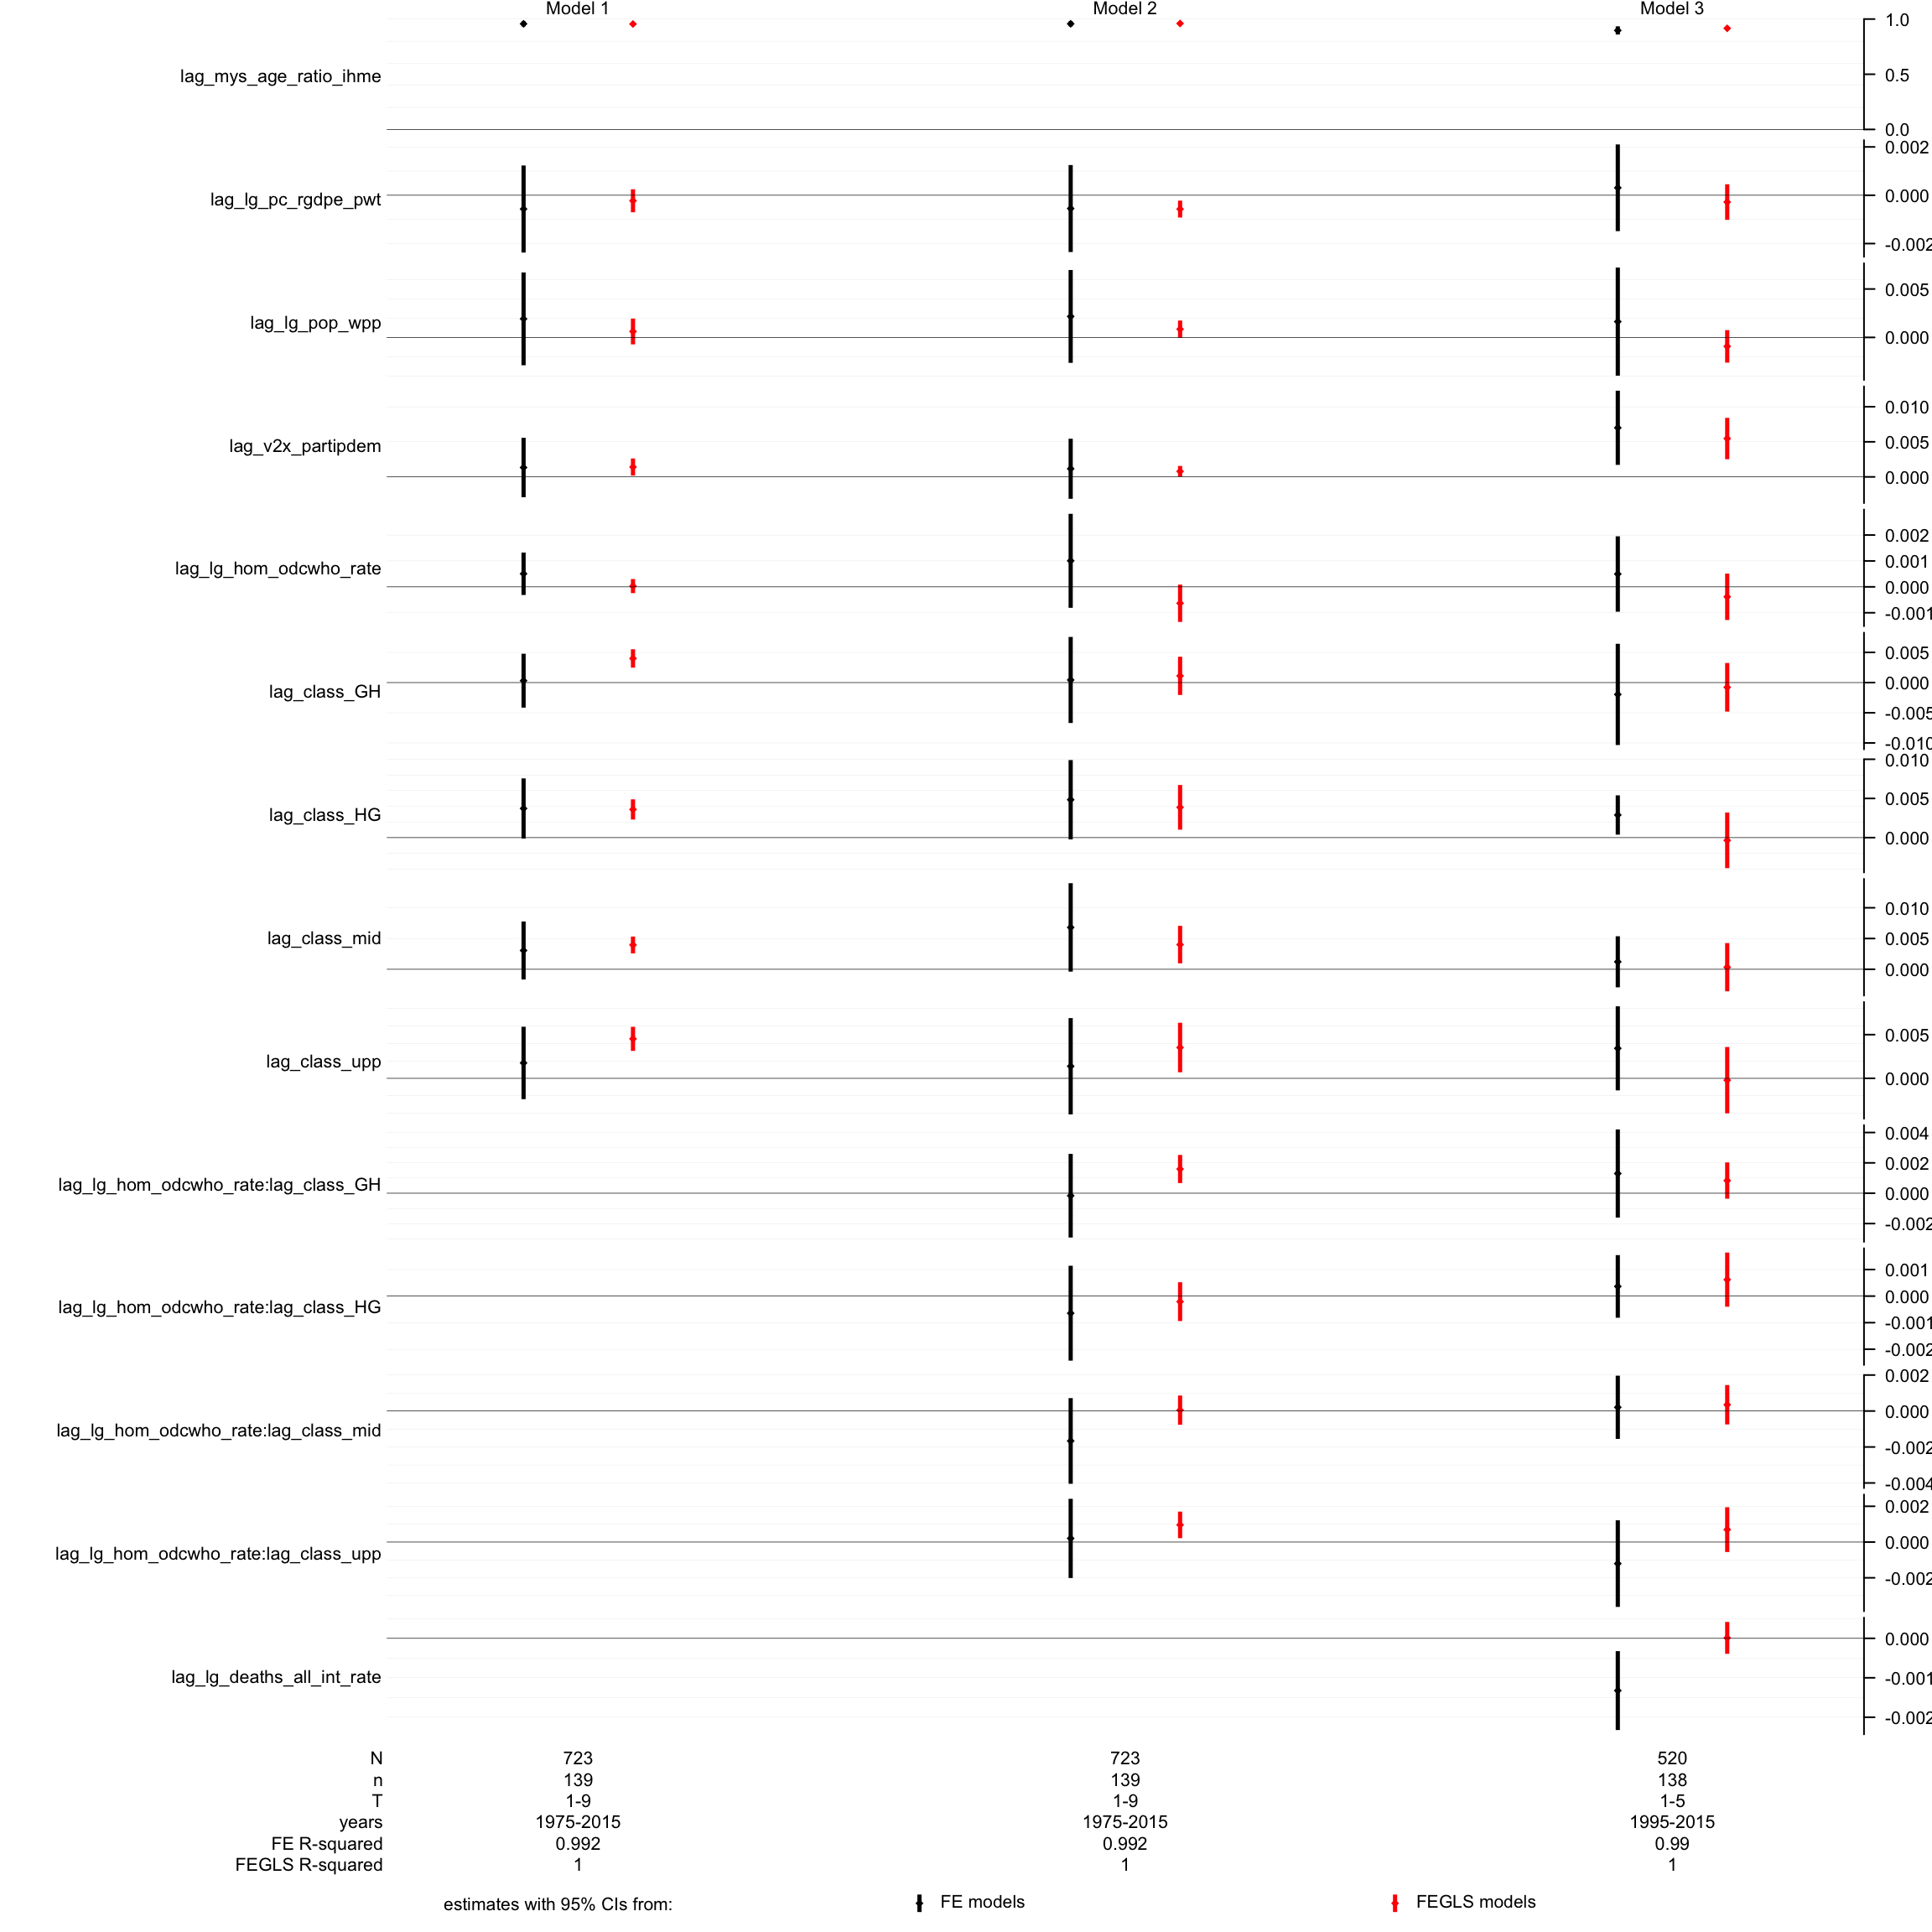 Model 1 Model 2 Model 3
lag_mys_age_ratio_ihme
1.0
0.5
0.0
lag_lg_pc_rgdpe_pwt
0.002
0.000
-0.002
lag_lg_pop_wpp
0.005
0.000
lag_v2x_partipdem
0.010
0.005
0.000
lag_lg_hom_odcwho_rate
0.002
0.001
0.000
-0.001
lag_class_GH
0.005
0.000
-0.005
-0.010
lag_class_HG
0.010
0.005
0.000
lag_class_mid
0.010
0.005
0.000
lag_class_upp
0.005
0.000
lag_lg_hom_odcwho_rate:lag_class_GH
0.004
0.002
0.000
-0.002
lag_lg_hom_odcwho_rate:lag_class_HG
0.001
0.000
-0.001
-0.002
lag_lg_hom_odcwho_rate:lag_class_mid
0.002
0.000
-0.002
-0.004
lag_lg_hom_odcwho_rate:lag_class_upp
0.002
0.000
-0.002
lag_lg_deaths_all_int_rate
0.000
-0.001
-0.002
N 723 723 520
n 139 139 138
T 1-9 1-9 1-5
years 1975-2015 1975-2015 1995-2015
FE R-squared 0.992 0.992 0.99
FEGLS R-squared 1 1 1
estimates with 95% CIs from: FE models FEGLS models